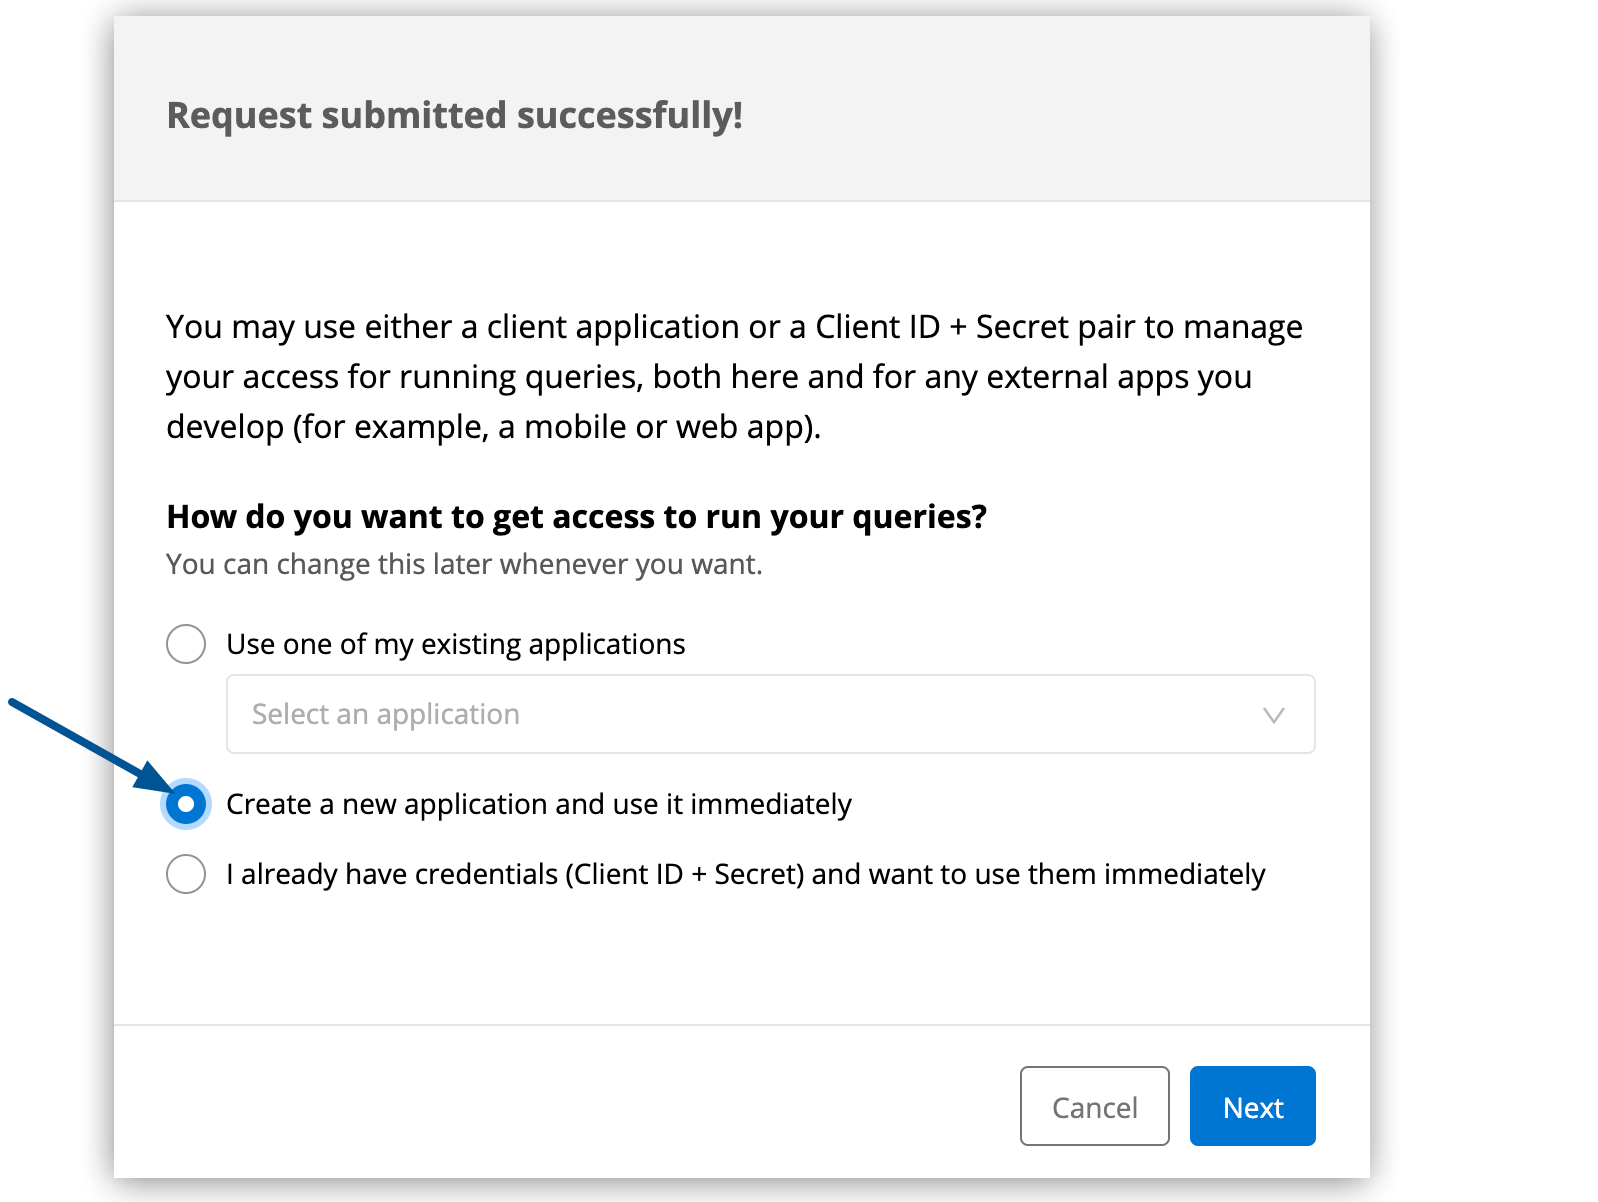 Request submitted successfully!
You may use either a client application or a Client ID + Secret pair to manage
your access for running queries, both here and for any external apps you
develop (for example, a mobile or web app).
How do you want to get access to run your queries?
You can change this later whenever you want.
Use one of my existing applications
Select an application
Create a new application and use it immediately
I already have credentials (Client ID + Secret) and want to use them immediately
Cancel
Next